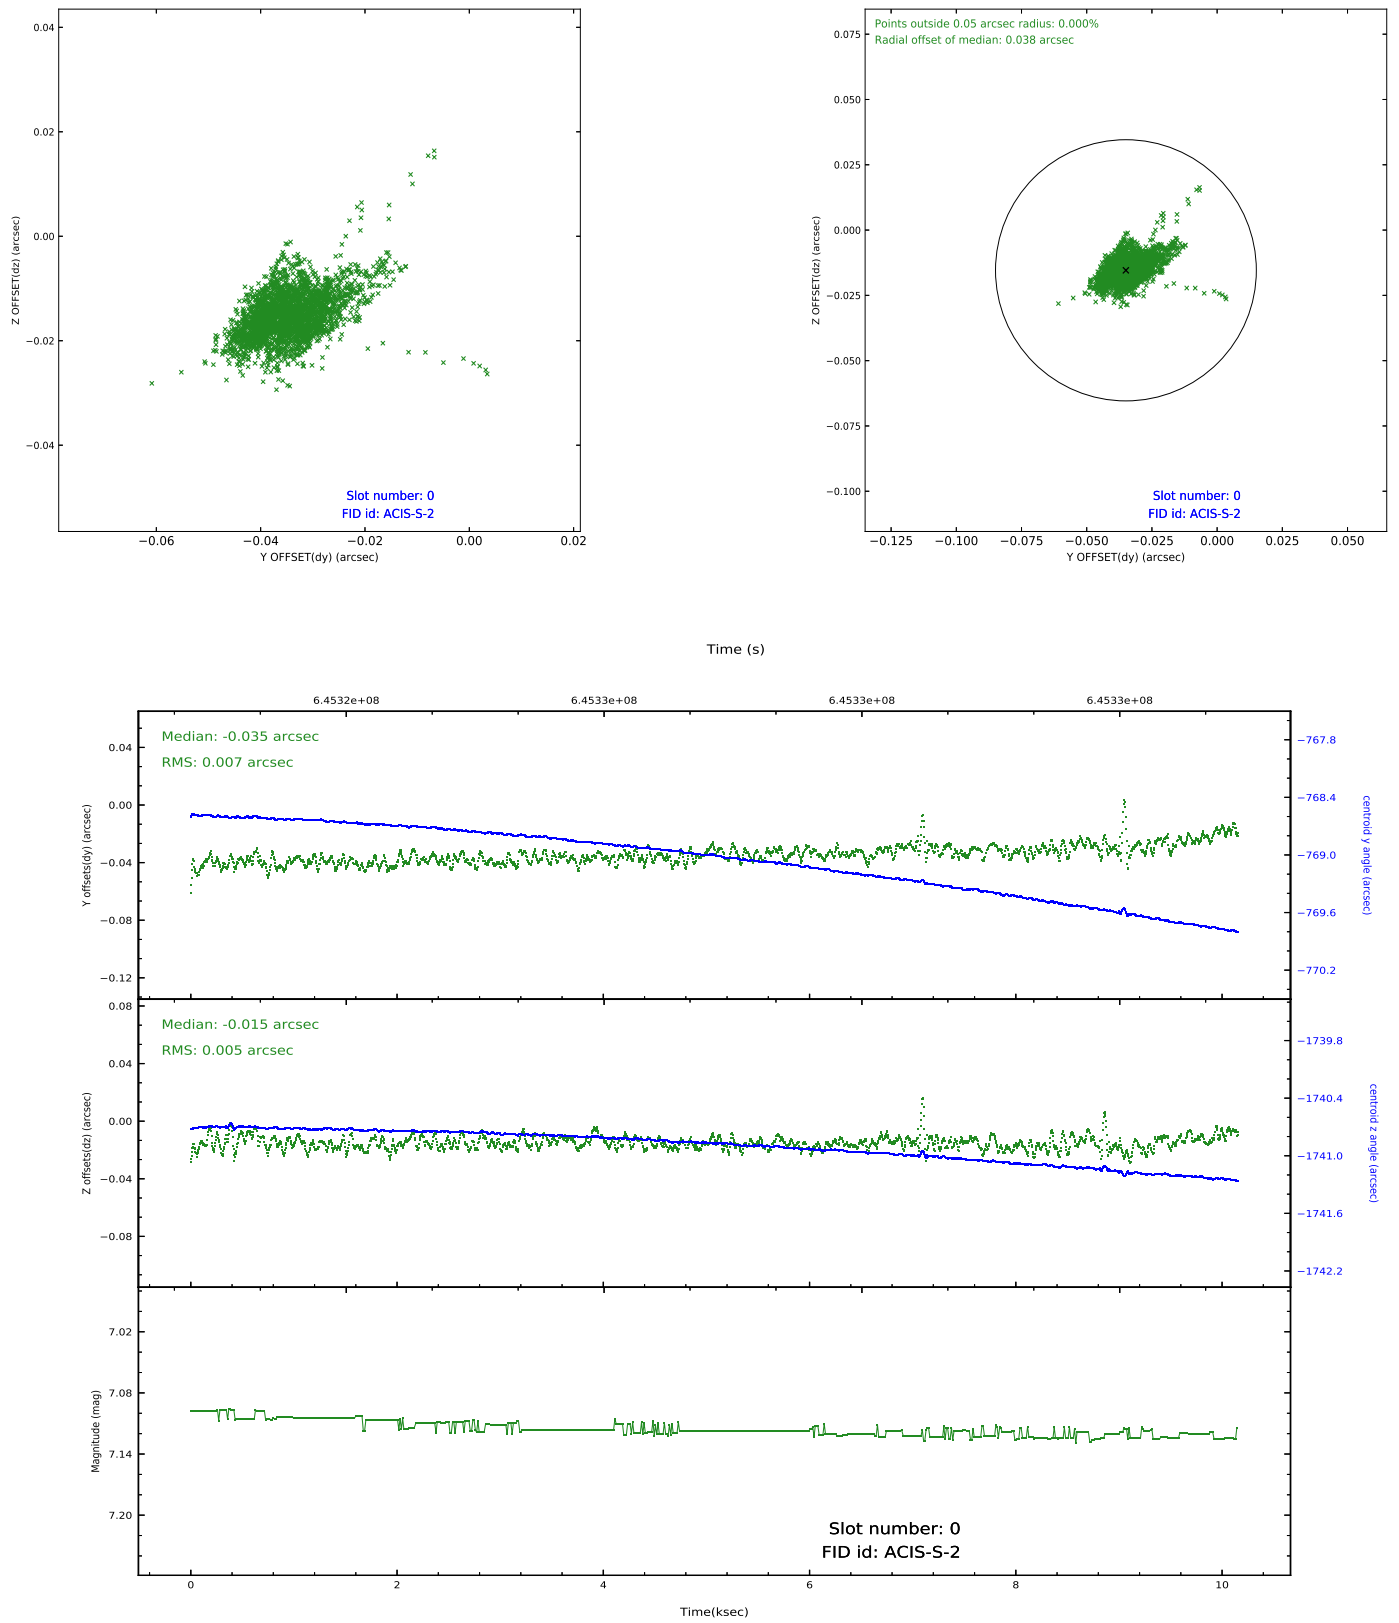 0.04
0.02
0.00
−0.02
−0.04
Z OFFSET(dz) (arcsec)
Slot number: 0
FID id: ACIS-S-2
−0.06
−0.04
−0.02
0.00
0.02
Y OFFSET(dy) (arcsec)
Points outside 0.05 arcsec radius: 0.000%
Radial offset of median: 0.038 arcsec
0.075
0.050
0.025
0.000
−0.025
−0.050
−0.075
−0.100
Z OFFSET(dz) (arcsec)
Slot number: 0
FID id: ACIS-S-2
−0.125
−0.100
−0.075
−0.050
−0.025
0.000
0.025
0.050
Y OFFSET(dy) (arcsec)
Time (s)
6.4532e+08
6.4533e+08
6.4533e+08
6.4533e+08
Median: -0.035 arcsec
RMS: 0.007 arcsec
0.04
0.00
−0.04
−0.08
−0.12
Y offsets(dy) (arcsec)
−767.8
−768.4
−769.0
−769.6
−770.2
centroid y angle (arcsec)
Median: -0.015 arcsec
RMS: 0.005 arcsec
0.08
0.04
0.00
−0.04
−0.08
Z offsets(dz) (arcsec)
−1739.8
−1740.4
−1741.0
−1741.6
−1742.2
centroid z angle (arcsec)
7.02
7.08
7.14
7.20
Magnitude (mag)
Slot number: 0
FID id: ACIS-S-2
0
2
4
6
8
10
Time(ksec)